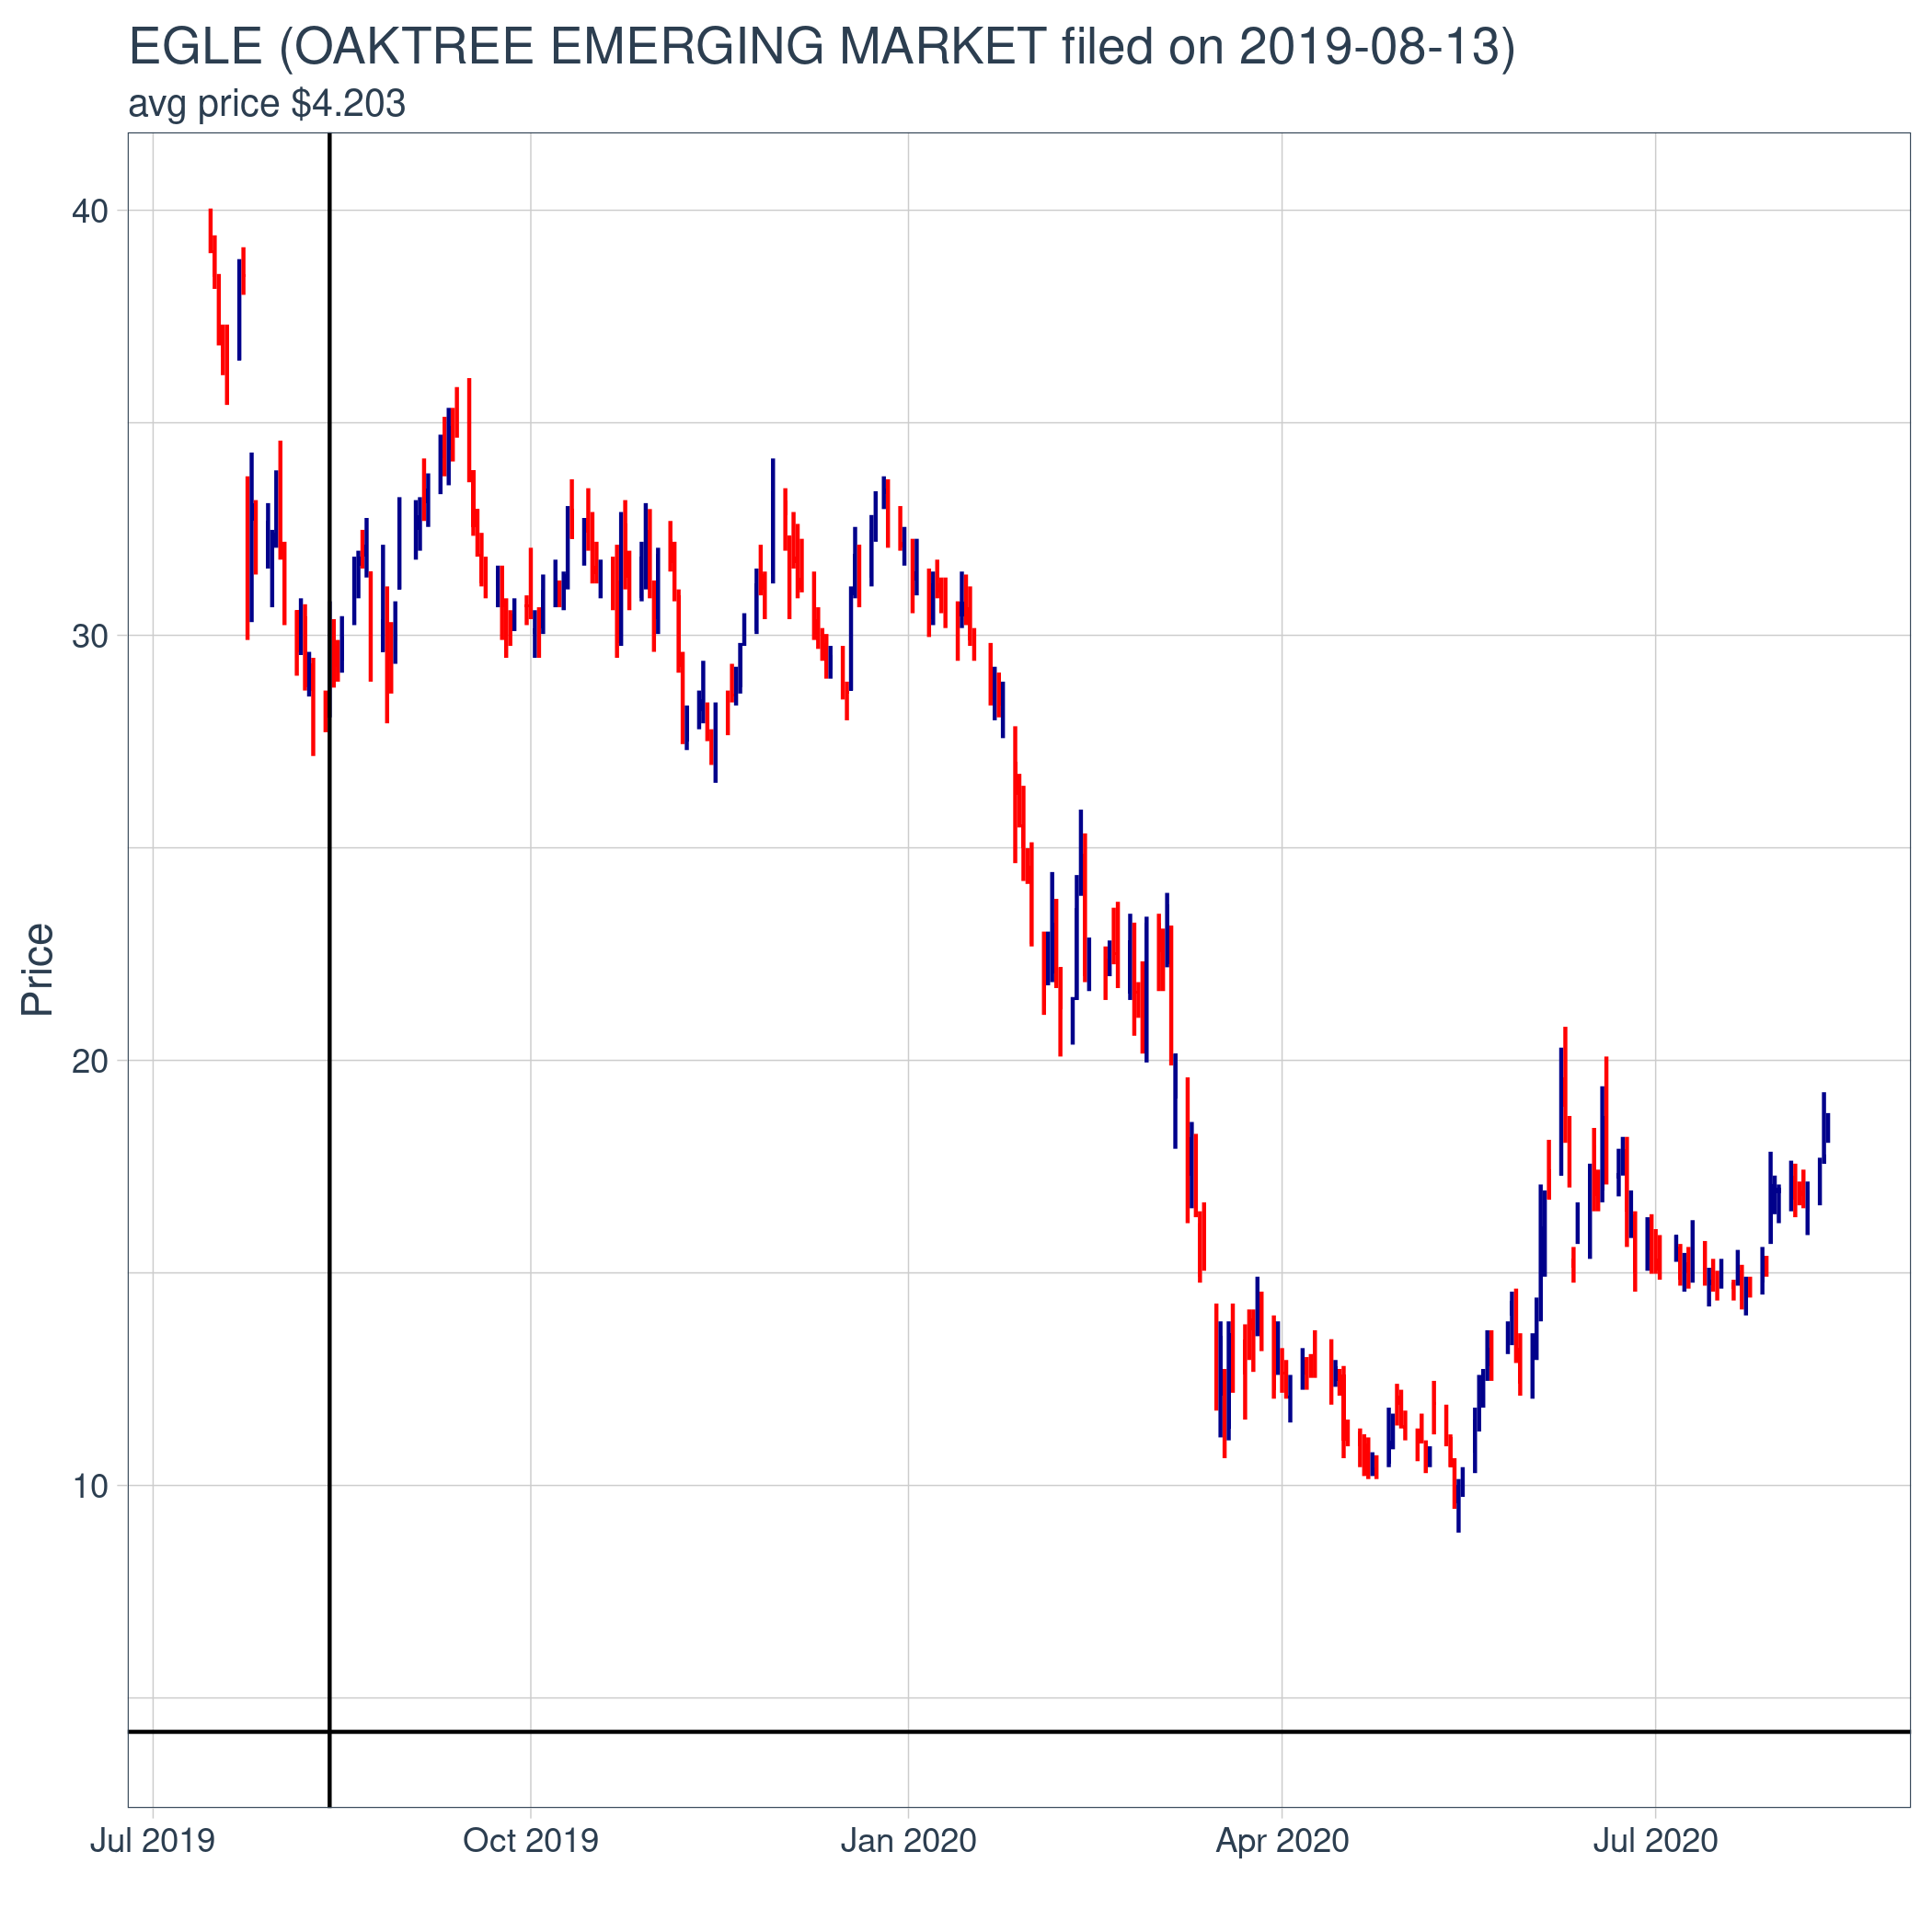 EGLE (OAKTREE EMERGING MARKET filed on 2019-08-13)
avg price $4.203
Price
40
30
20
10
Jul 2019
Oct 2019
Jan 2020
Apr 2020
Jul 2020